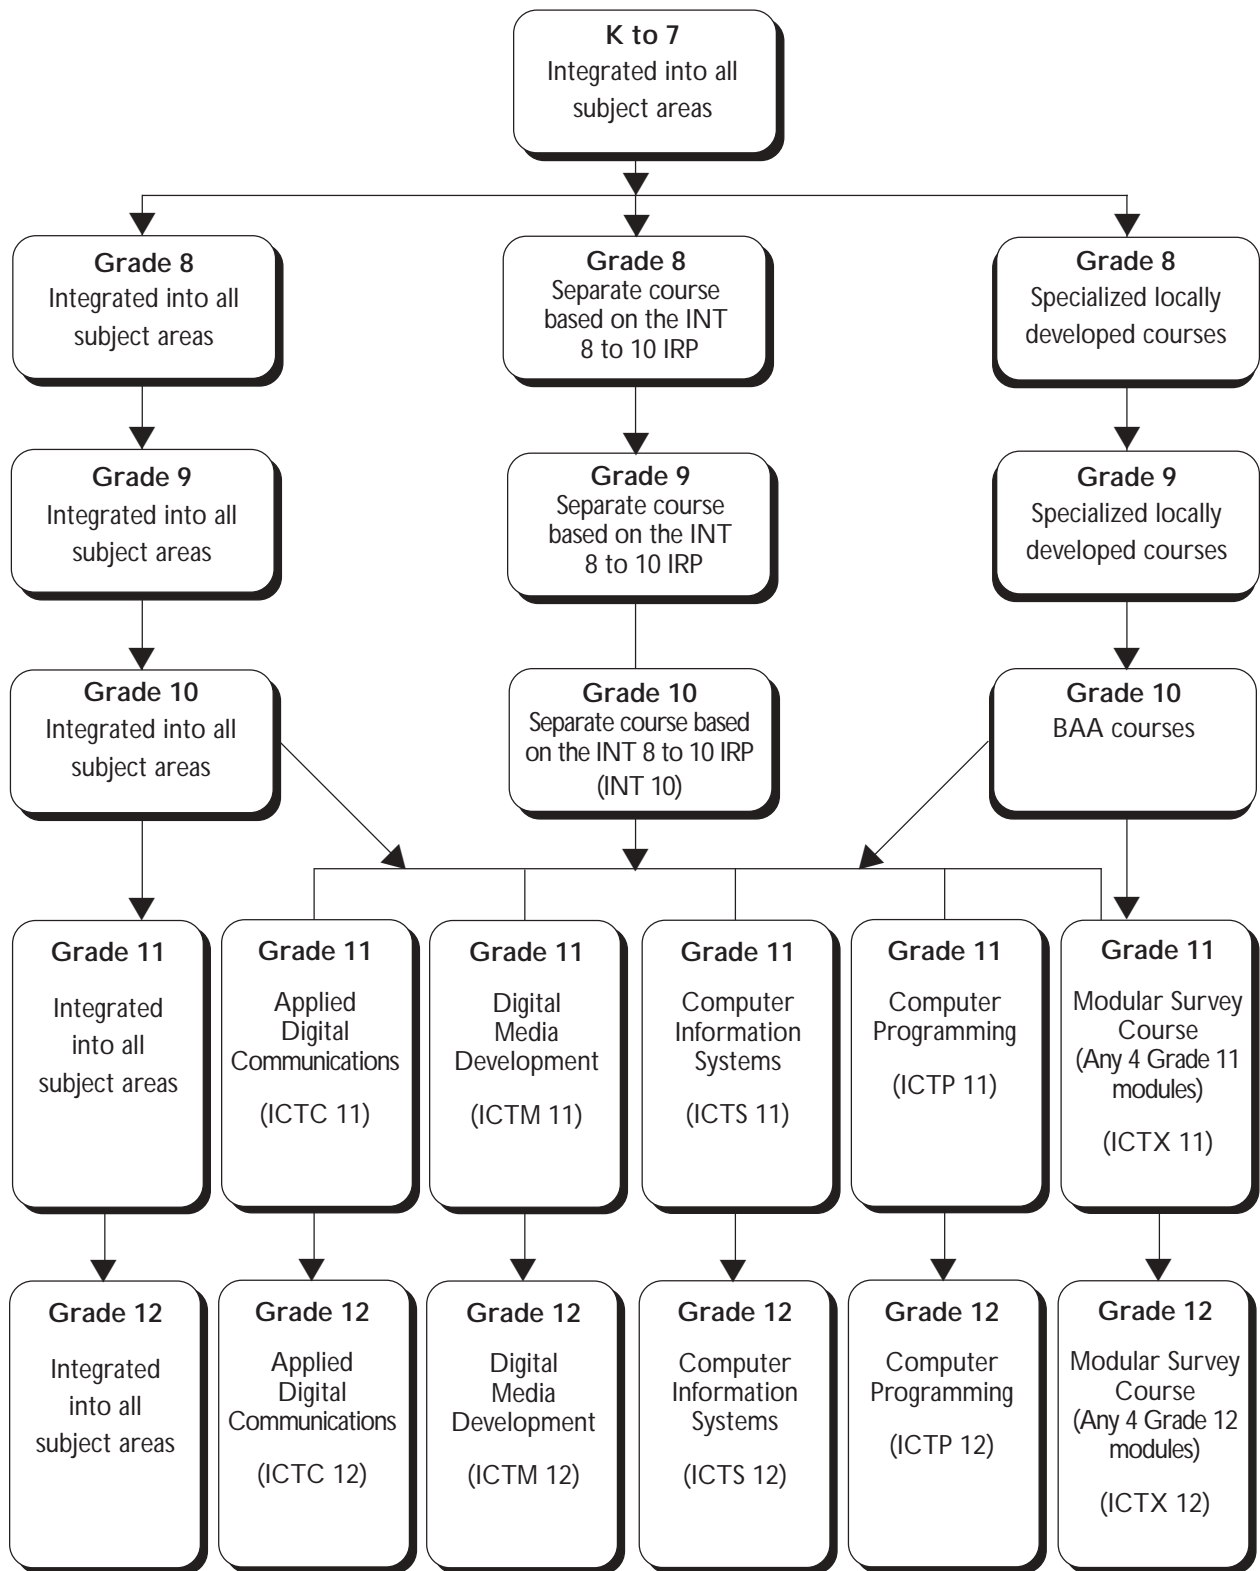 K to 7
Integrated into all
subject areas
Grade 8
Integrated into all
subject areas
Grade 8
Separate course
based on the INT
8 to 10 IRP
Grade 8
Specialized locally
developed courses
Grade 9
Integrated into all
subject areas
Grade 9
Separate course
based on the INT
8 to 10 IRP
Grade 9
Specialized locally
developed courses
Grade 10
Integrated into all
subject areas
Grade 10
Separate course based
on the INT 8 to 10 IRP
(INT 10)
Grade 10
BAA courses
Grade 11
Integrated
into all
subject areas
Grade 11
Applied
Digital
Communications
(ICTC 11)
Grade 11
Digital
Media
Development
(ICTM 11)
Grade 11
Computer
Information
Systems
(ICTS 11)
Grade 11
Computer
Programming
(ICTP 11)
Grade 11
Modular Survey
Course
(Any 4 Grade 11
modules)
(ICTX 11)
Grade 12
Integrated
into all
subject areas
Grade 12
Applied
Digital
Communications
(ICTC 12)
Grade 12
Digital
Media
Development
(ICTM 12)
Grade 12
Computer
Information
Systems
(ICTS 12)
Grade 12
Computer
Programming
(ICTP 12)
Grade 12
Modular Survey
Course
(Any 4 Grade 12
modules)
(ICTX 12)